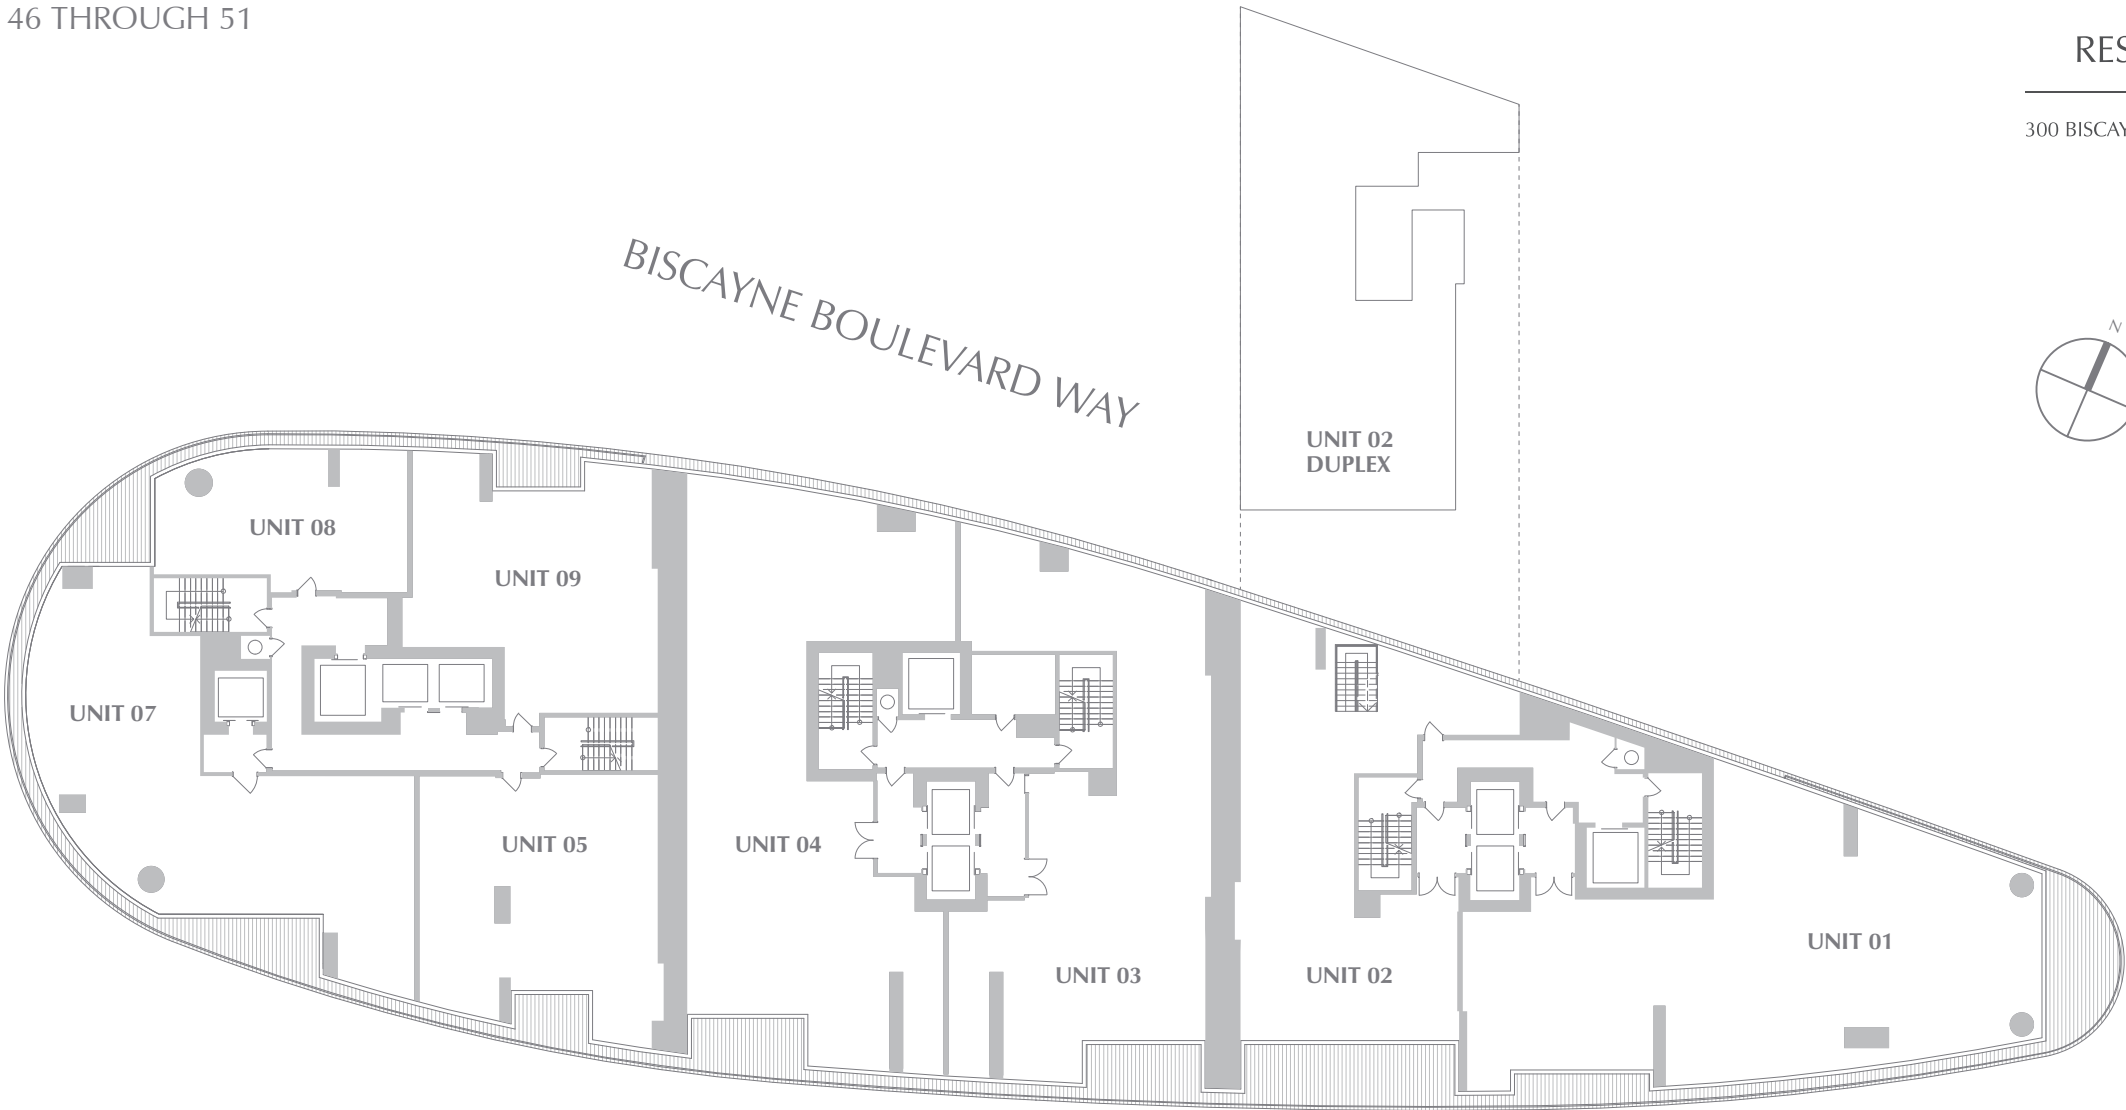 46 THROUGH 51
RES
300 BISCAY
BISCAYNE BOULEVARD WAY
N
UNIT 02
DUPLEX
UNIT 08
UNIT 09
UNIT 07
UNIT 05
UNIT 04
UNIT 03
UNIT 02
UNIT 01